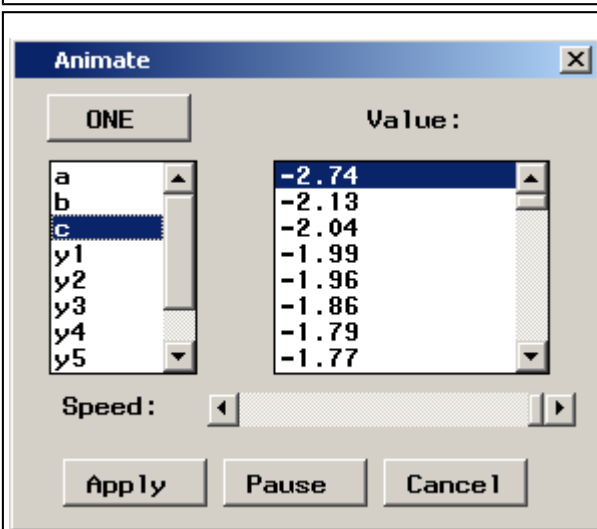 Animate
ONE
Value:
a
b
c
y1
y2
y3
y4
y5
-2.74
-2.13
-2.04
-1.99
-1.96
-1.86
-1.79
-1.77
Speed:
Apply
Pause
Cancel